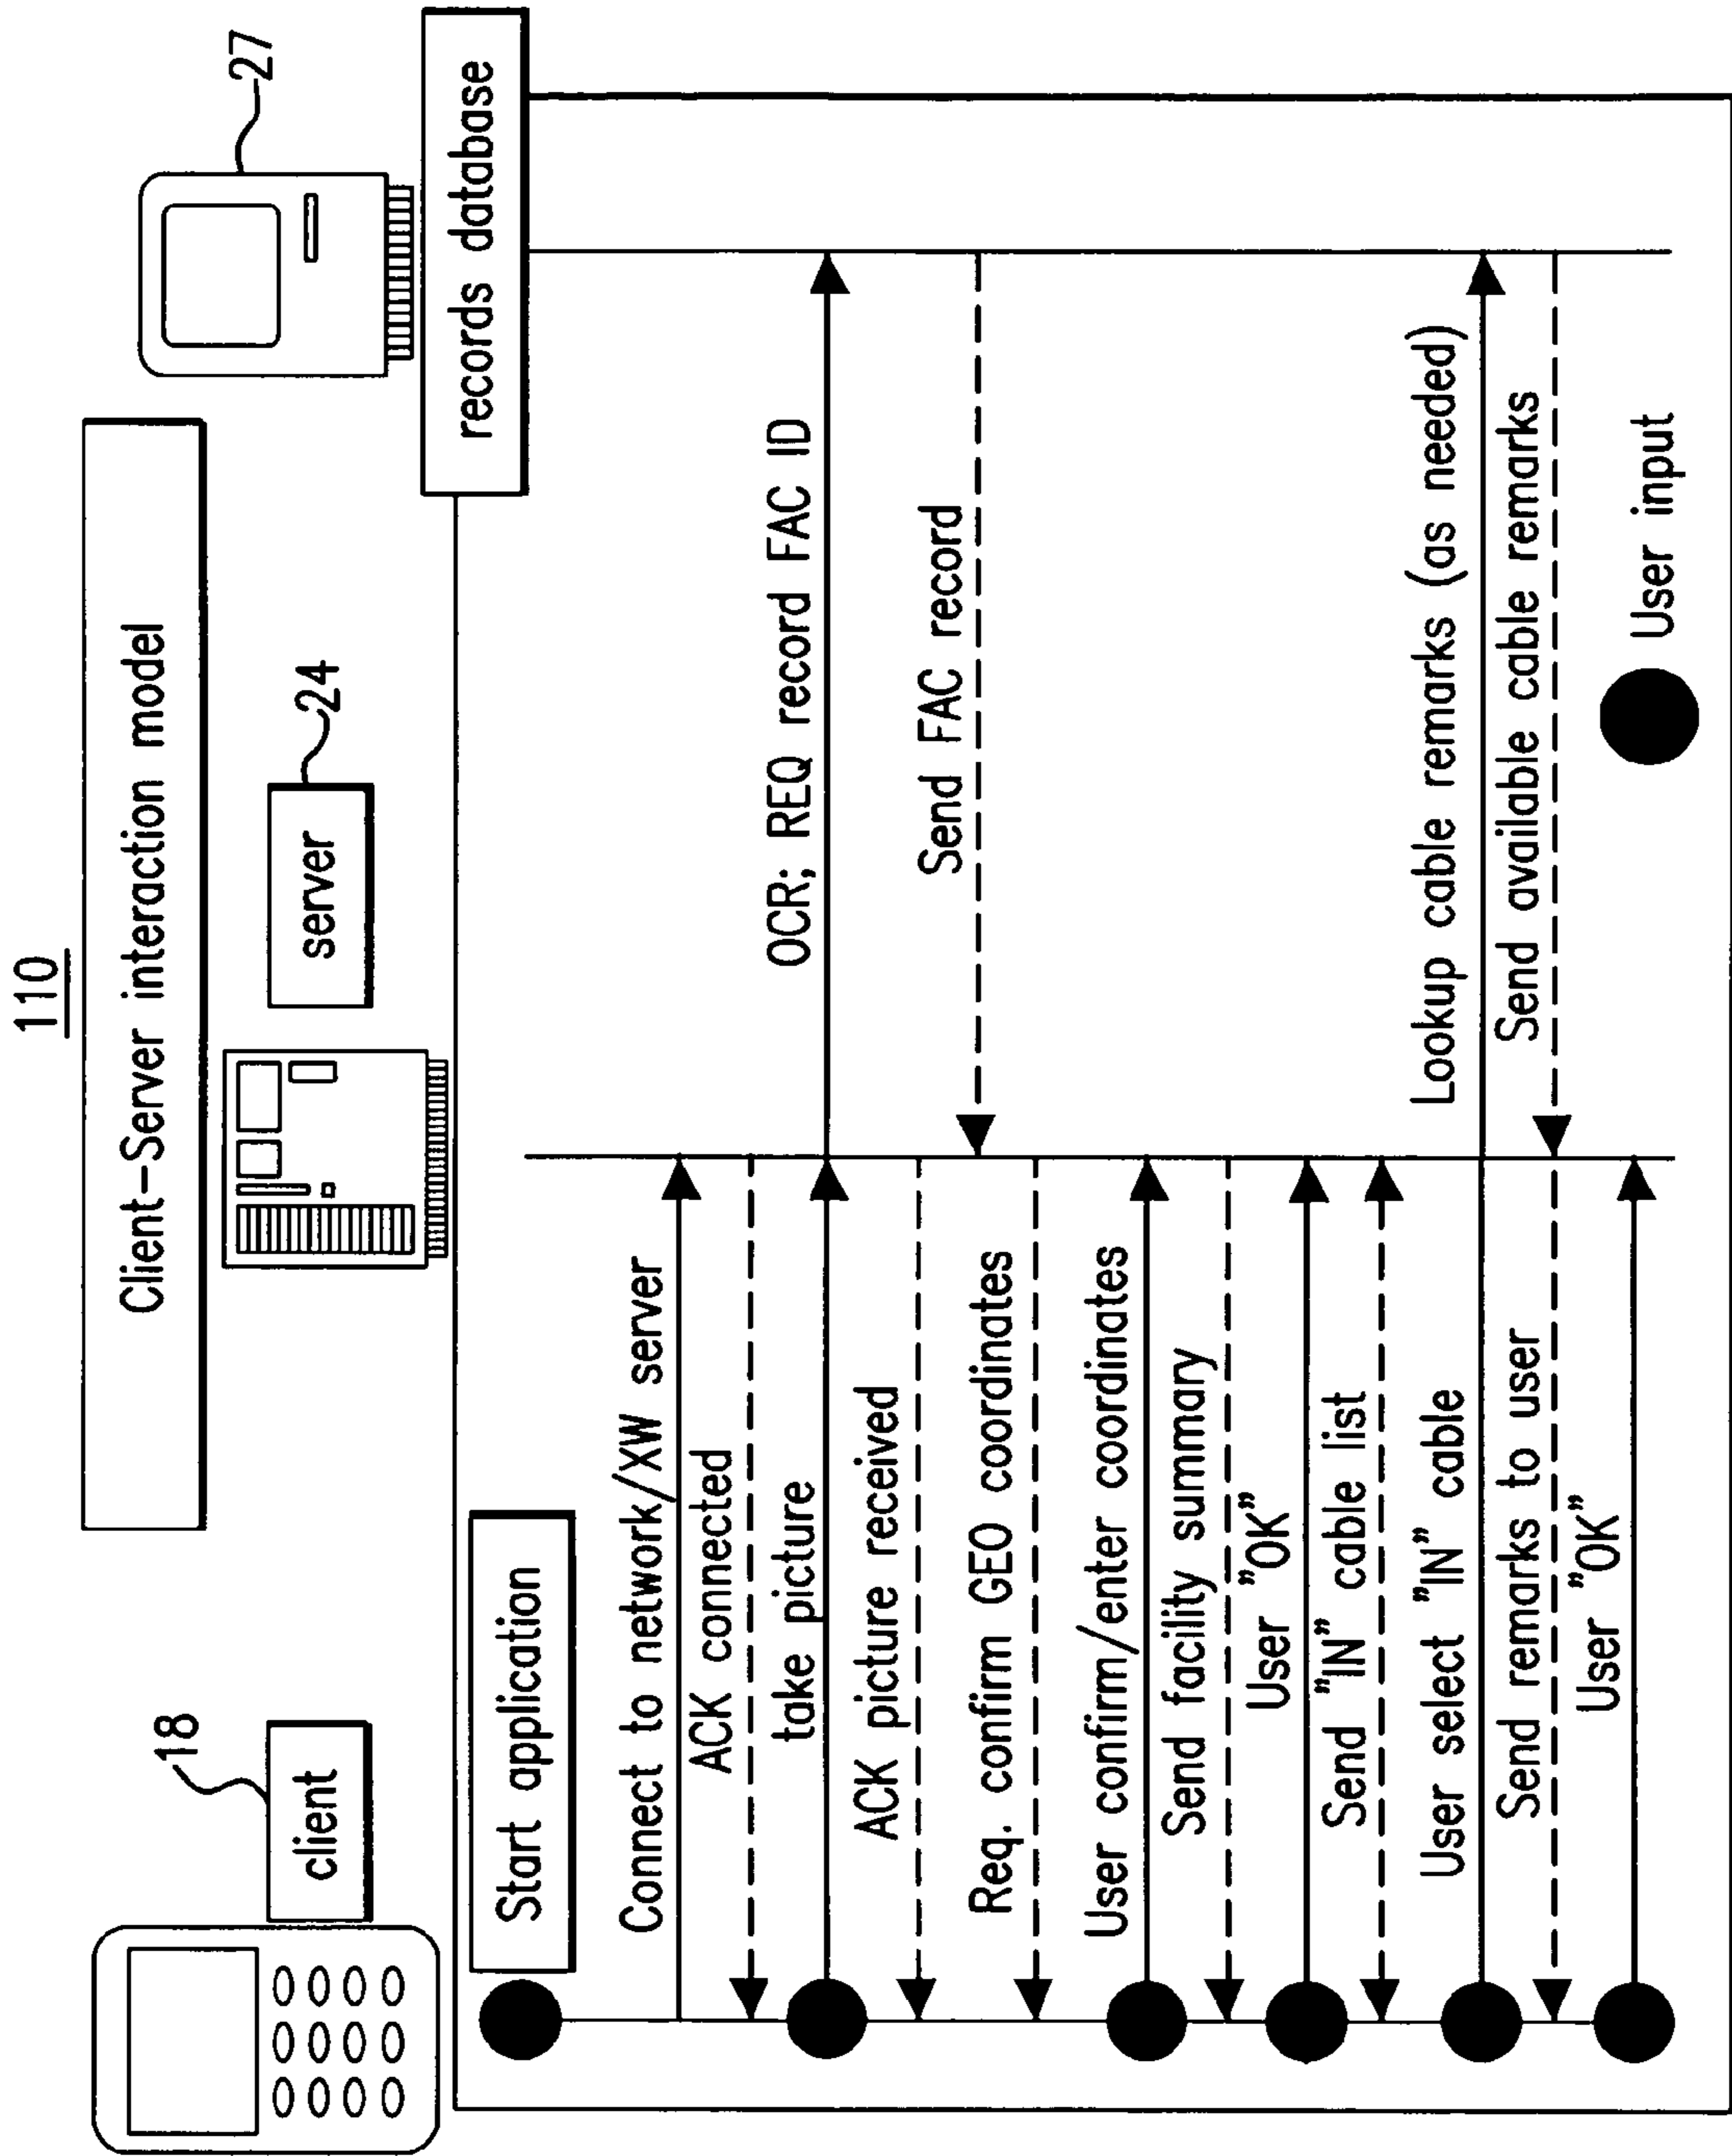 110
Client-Server interaction model
18
client
server
24
27
records database
Start application
Connect to network/XW server
ACK connected
take picture
OCR; REQ record FAC ID
ACK picture received
Send FAC record
Req. confirm GEO coordinates
User confirm/enter coordinates
Send facility summary
User "OK"
Send "IN" cable list
User select "IN" cable
Lookup cable remarks (as needed)
Send remarks to user
Send available cable remarks
User "OK"
User input